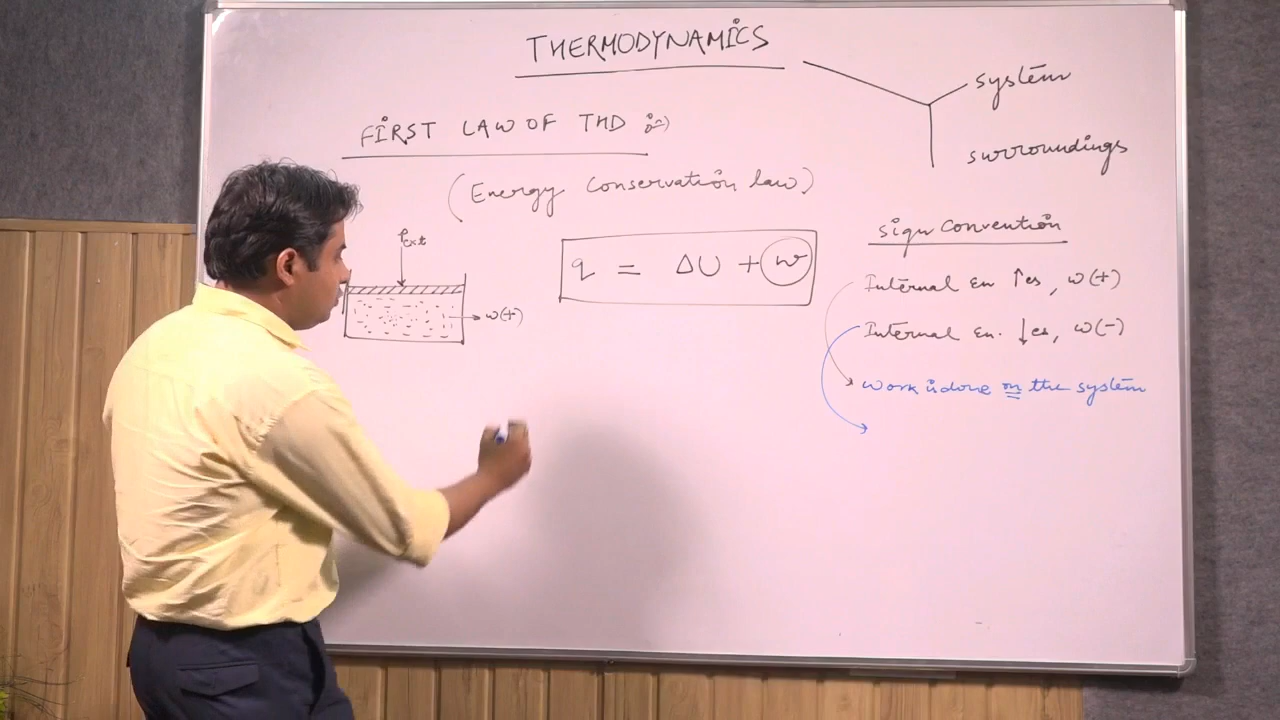 THERMODYNAMICS
system
surroundings
FIRST LAW OF THD
(Energy Conservation law)
Pext
w(+)
q = ΔU + w
Sign Convention
Internal En ↑es, w(+)
Internal En. ↓es, w(-)
Work is done on the system